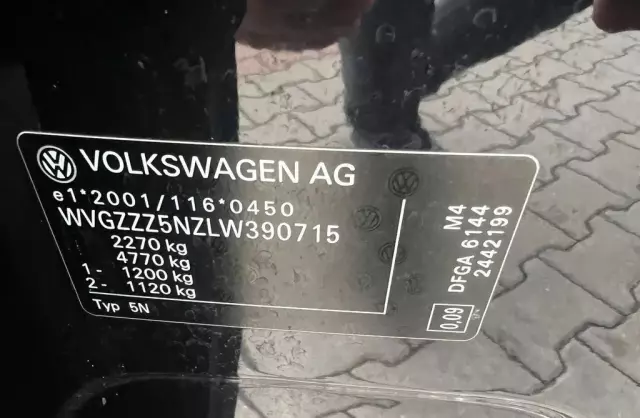 VOLKSWAGEN AG
e1*2001/116*0450
WVGZZZ5NZLW390715
2270 kg
4770 kg
1- 1200 kg
2- 1120 kg
Typ 5N
M4
DFGA 6144
2442199
0,09